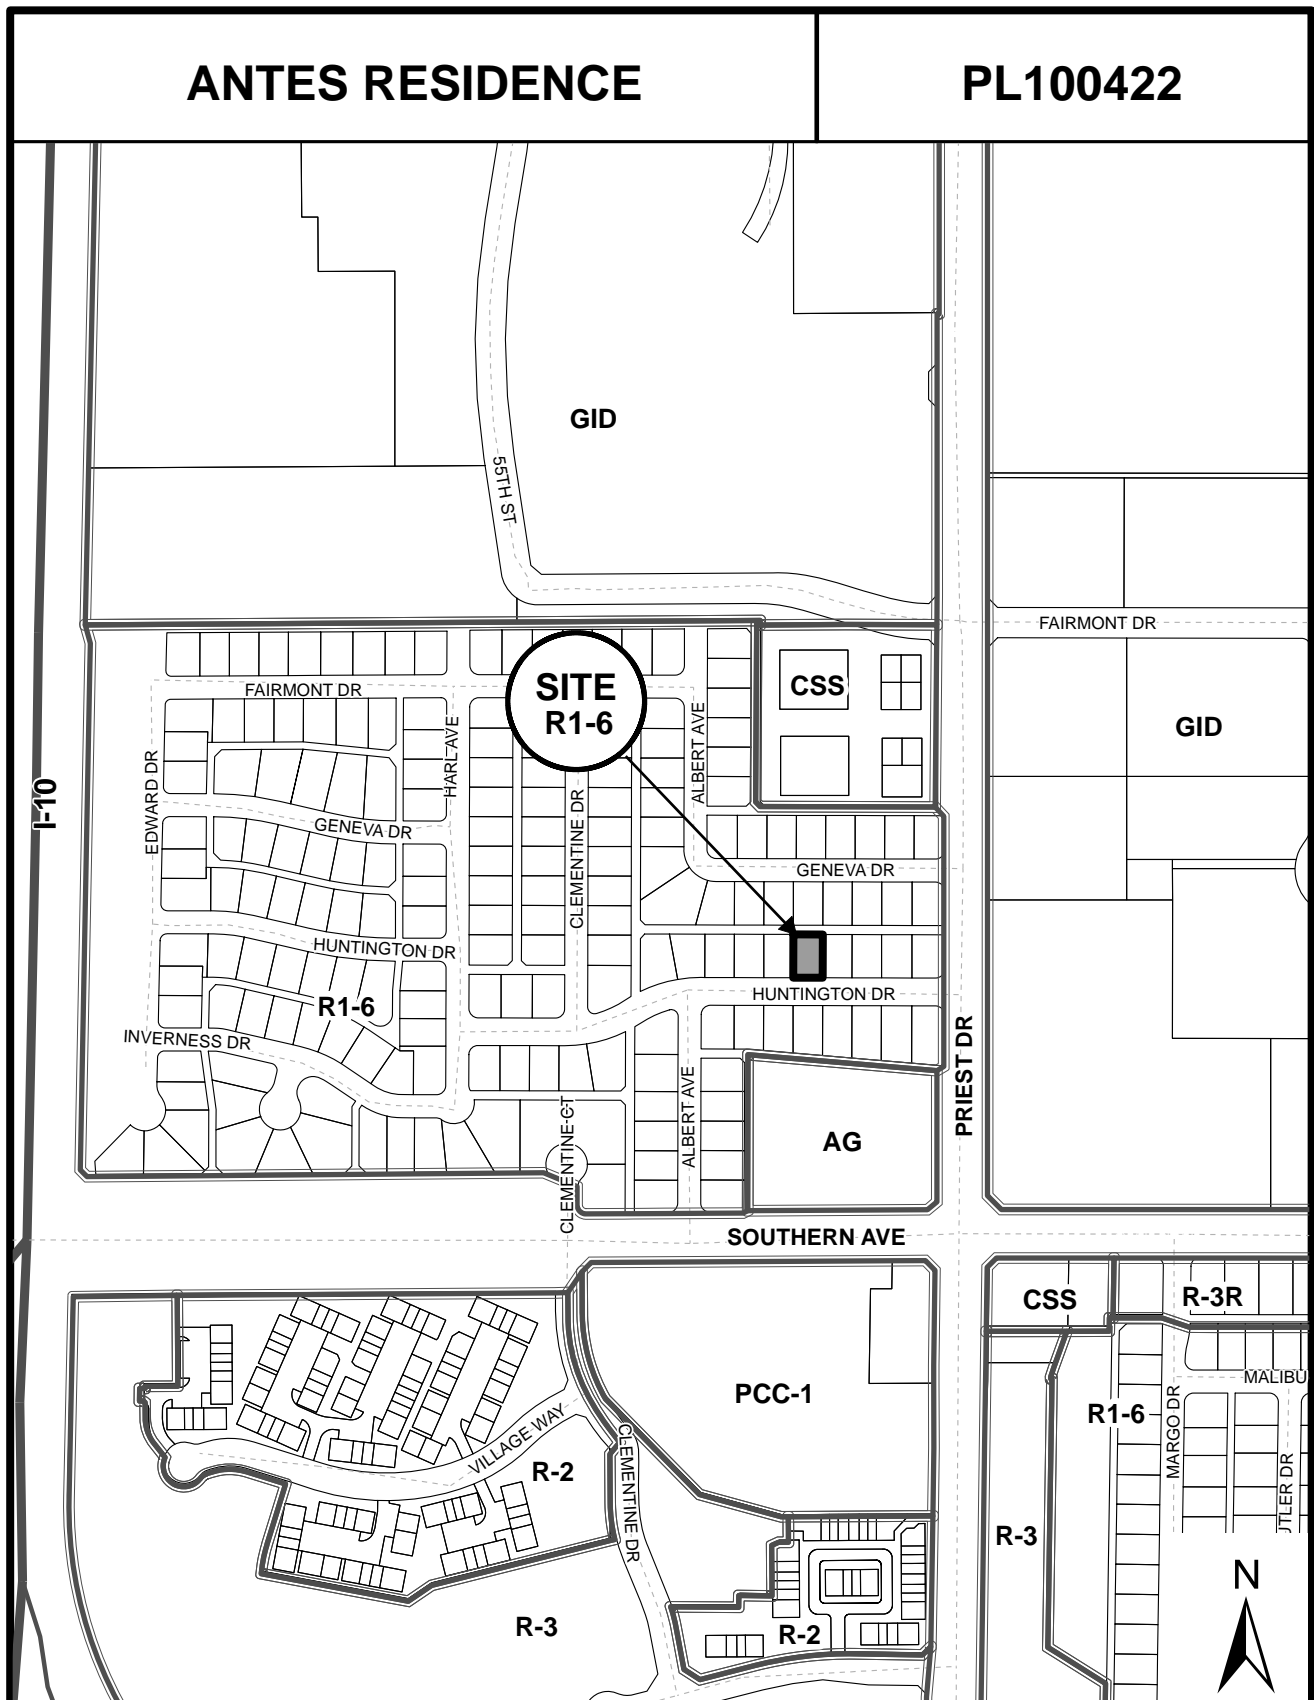 ANTES RESIDENCE
PL100422
GID
55TH ST
FAIRMONT DR
SITE
R1-6
CSS
FAIRMONT DR
GID
HARL AVE
ALBERT AVE
I-10
EDWARD DR
GENEVA DR
CLEMENTINE DR
GENEVA DR
HUNTINGTON DR
HUNTINGTON DR
R1-6
INVERNESS DR
PRIEST DR
ALBERT AVE
CLEMENTINE CT
AG
SOUTHERN AVE
CSS
R-3R
MALIBU
PCC-1
R1-6
MARGO DR
VILLAGE WAY
R-2
CLEMENTINE DR
UTLER DR
R-3
N
R-3
R-2